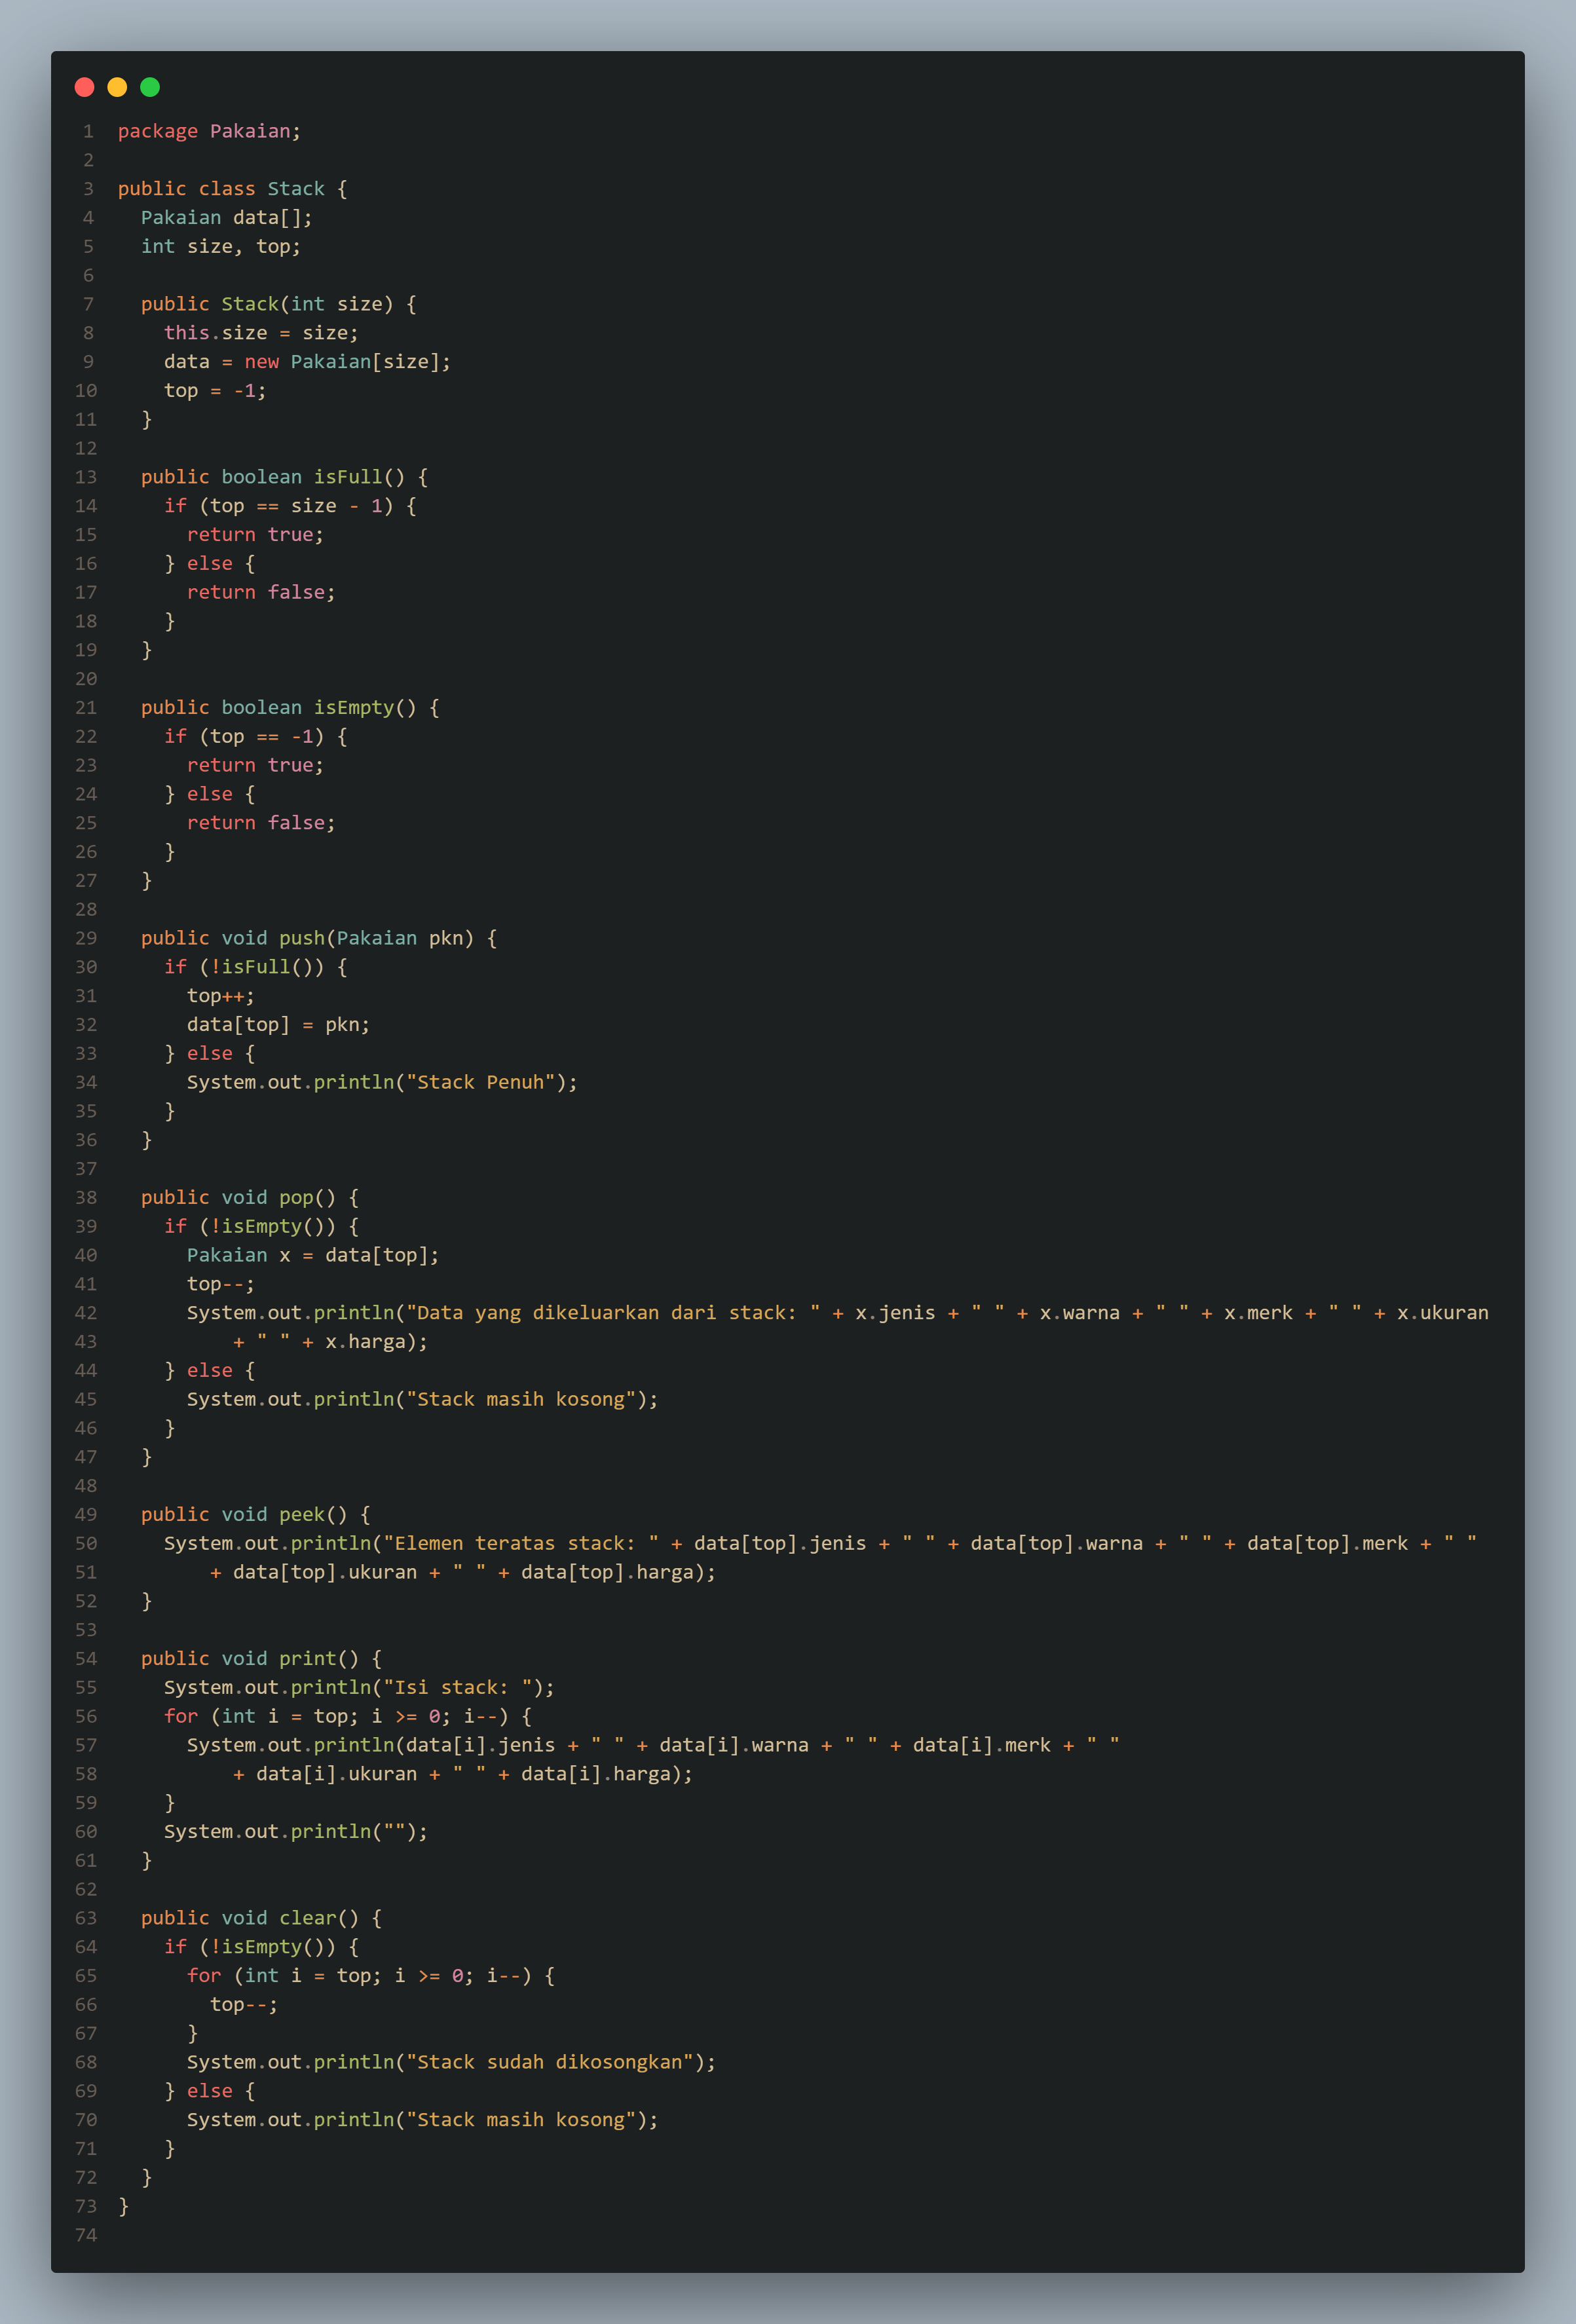 1 package Pakaian;
2
3 public class Stack {
4   Pakaian data[];
5   int size, top;
6
7   public Stack(int size) {
8     this.size = size;
9     data = new Pakaian[size];
10     top = -1;
11   }
12
13   public boolean isFull() {
14     if (top == size - 1) {
15       return true;
16     } else {
17       return false;
18     }
19   }
20
21   public boolean isEmpty() {
22     if (top == -1) {
23       return true;
24     } else {
25       return false;
26     }
27   }
28
29   public void push(Pakaian pkn) {
30     if (!isFull()) {
31       top++;
32       data[top] = pkn;
33     } else {
34       System.out.println("Stack Penuh");
35     }
36   }
37
38   public void pop() {
39     if (!isEmpty()) {
40       Pakaian x = data[top];
41       top--;
42       System.out.println("Data yang dikeluarkan dari stack: " + x.jenis + " " + x.warna + " " + x.merk + " " + x.ukuran
43           + " " + x.harga);
44     } else {
45       System.out.println("Stack masih kosong");
46     }
47   }
48
49   public void peek() {
50     System.out.println("Elemen teratas stack: " + data[top].jenis + " " + data[top].warna + " " + data[top].merk + " "
51         + data[top].ukuran + " " + data[top].harga);
52   }
53
54   public void print() {
55     System.out.println("Isi stack: ");
56     for (int i = top; i >= 0; i--) {
57       System.out.println(data[i].jenis + " " + data[i].warna + " " + data[i].merk + " "
58           + data[i].ukuran + " " + data[i].harga);
59     }
60     System.out.println("");
61   }
62
63   public void clear() {
64     if (!isEmpty()) {
65       for (int i = top; i >= 0; i--) {
66         top--;
67       }
68       System.out.println("Stack sudah dikosongkan");
69     } else {
70       System.out.println("Stack masih kosong");
71     }
72   }
73 }
74